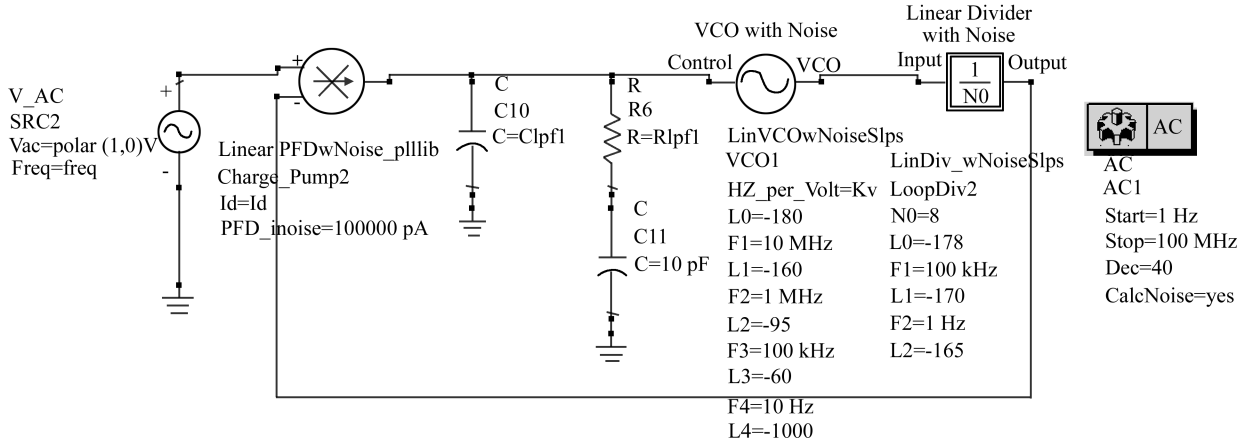 V_AC
SRC2
Vac=polar (1,0)V
Freq=freq
+
-
+
-
Linear PFDwNoise_plllib
Charge_Pump2
Id=Id
PFD_inoise=100000 pA
C
C10
C=Clpf1
R
R6
R=Rlpf1
C
C11
C=10 pF
VCO with Noise
Control
VCO
LinVCOwNoiseSlps
VCO1
HZ_per_Volt=Kv
L0=-180
F1=10 MHz
L1=-160
F2=1 MHz
L2=-95
F3=100 kHz
L3=-60
F4=10 Hz
L4=-1000
Linear Divider
with Noise
Input
1
N0
Output
LinDiv_wNoiseSlps
LoopDiv2
N0=8
L0=-178
F1=100 kHz
L1=-170
F2=1 Hz
L2=-165
AC
AC
AC1
Start=1 Hz
Stop=100 MHz
Dec=40
CalcNoise=yes